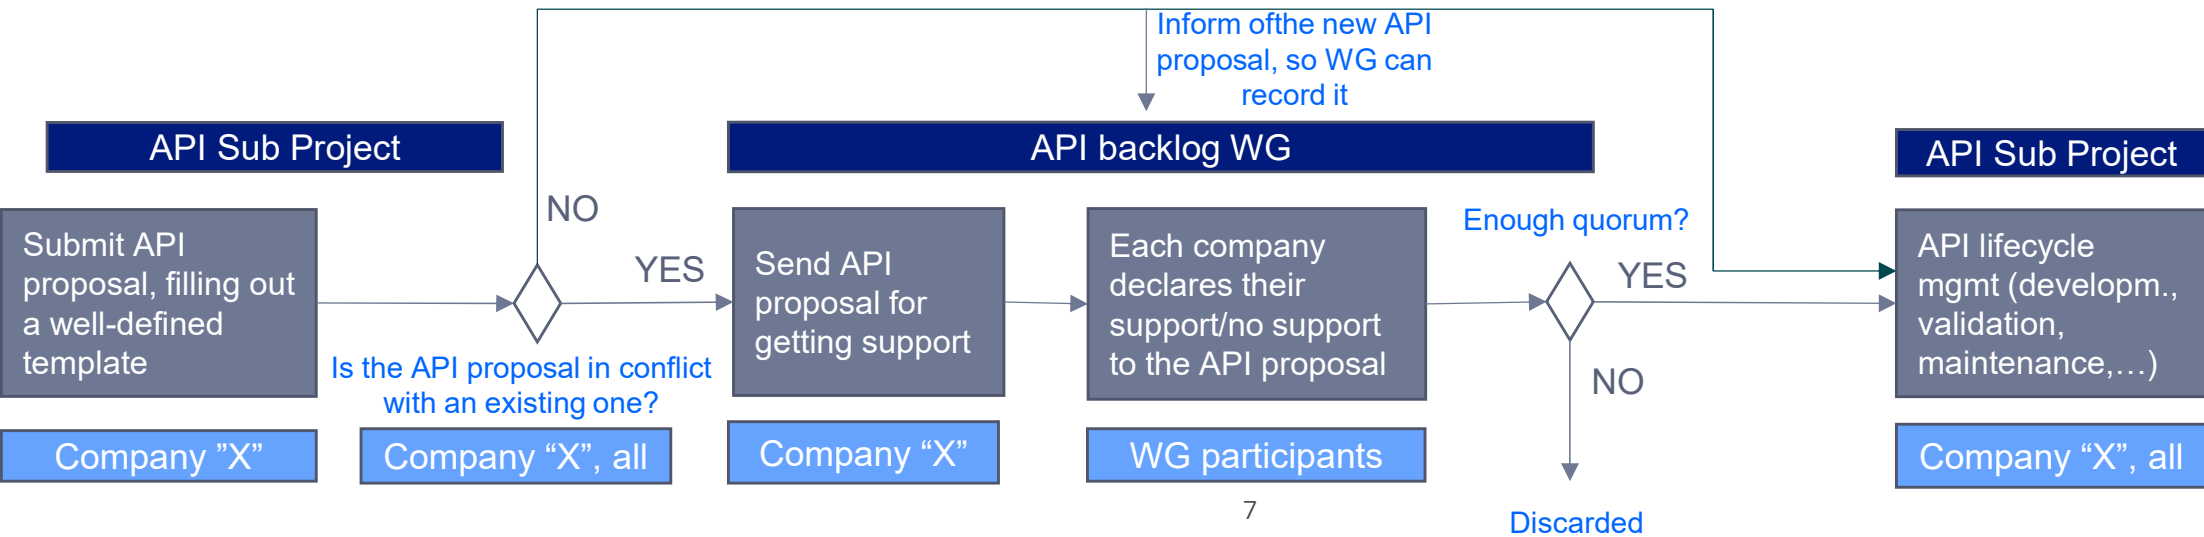 Inform ofthe new API
proposal, so WG can
record it
API Sub Project
API backlog WG
API Sub Project
Submit API
proposal, filling out
a well-defined
template
NO
Is the API proposal in conflict
with an existing one?
YES
Send API
proposal for
getting support
Each company
declares their
support/no support
to the API proposal
Enough quorum?
YES
NO
Discarded
API lifecycle
mgmt (developm.,
validation,
maintenance,...)
Company ”X”
Company “X”, all
Company “X”
WG participants
Company “X”, all
7